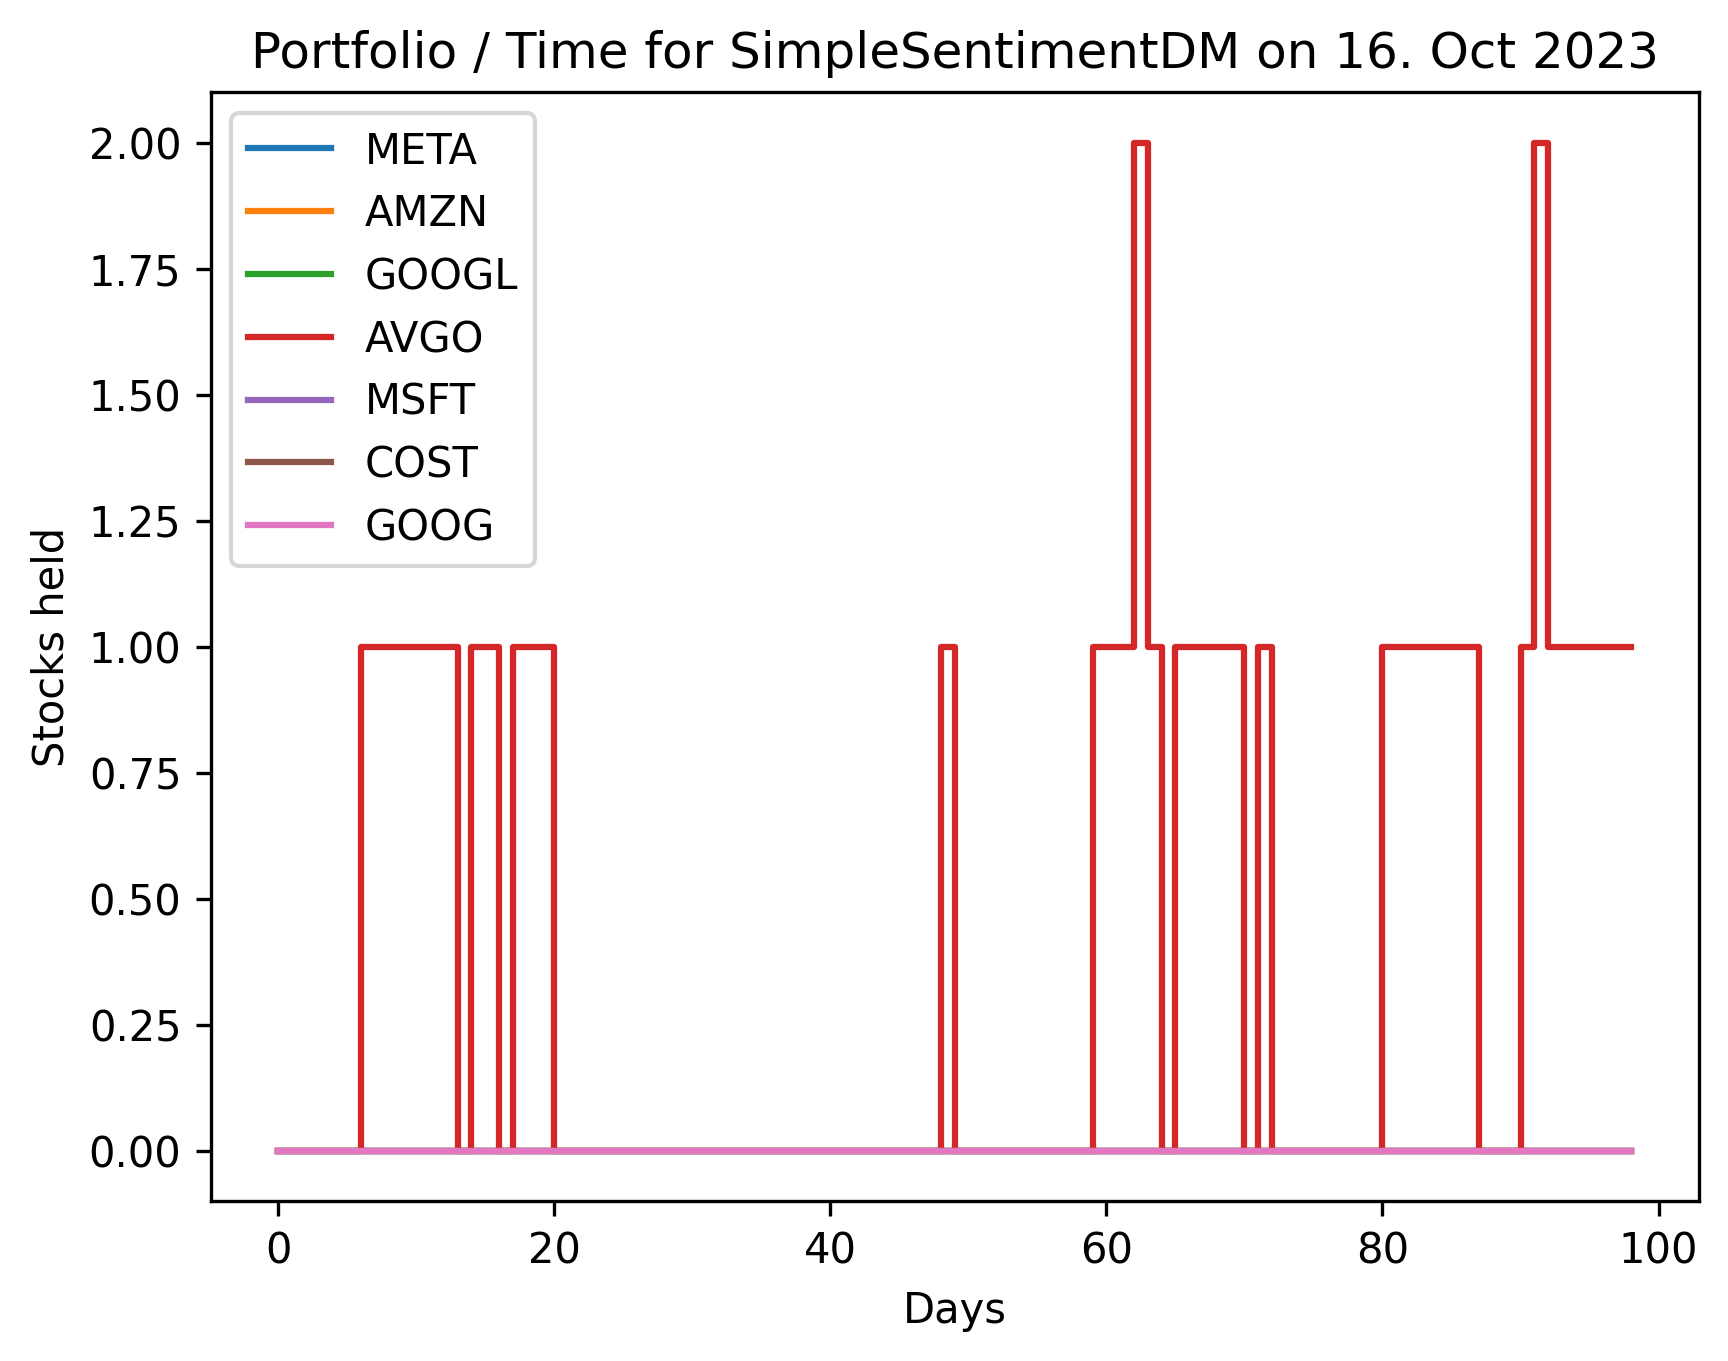 Portfolio / Time for SimpleSentimentDM on 16. Oct 2023
META
AMZN
GOOGL
AVGO
MSFT
COST
GOOG
Stocks held
2.00
1.75
1.50
1.25
1.00
0.75
0.50
0.25
0.00
0 20 40 60 80 100
Days